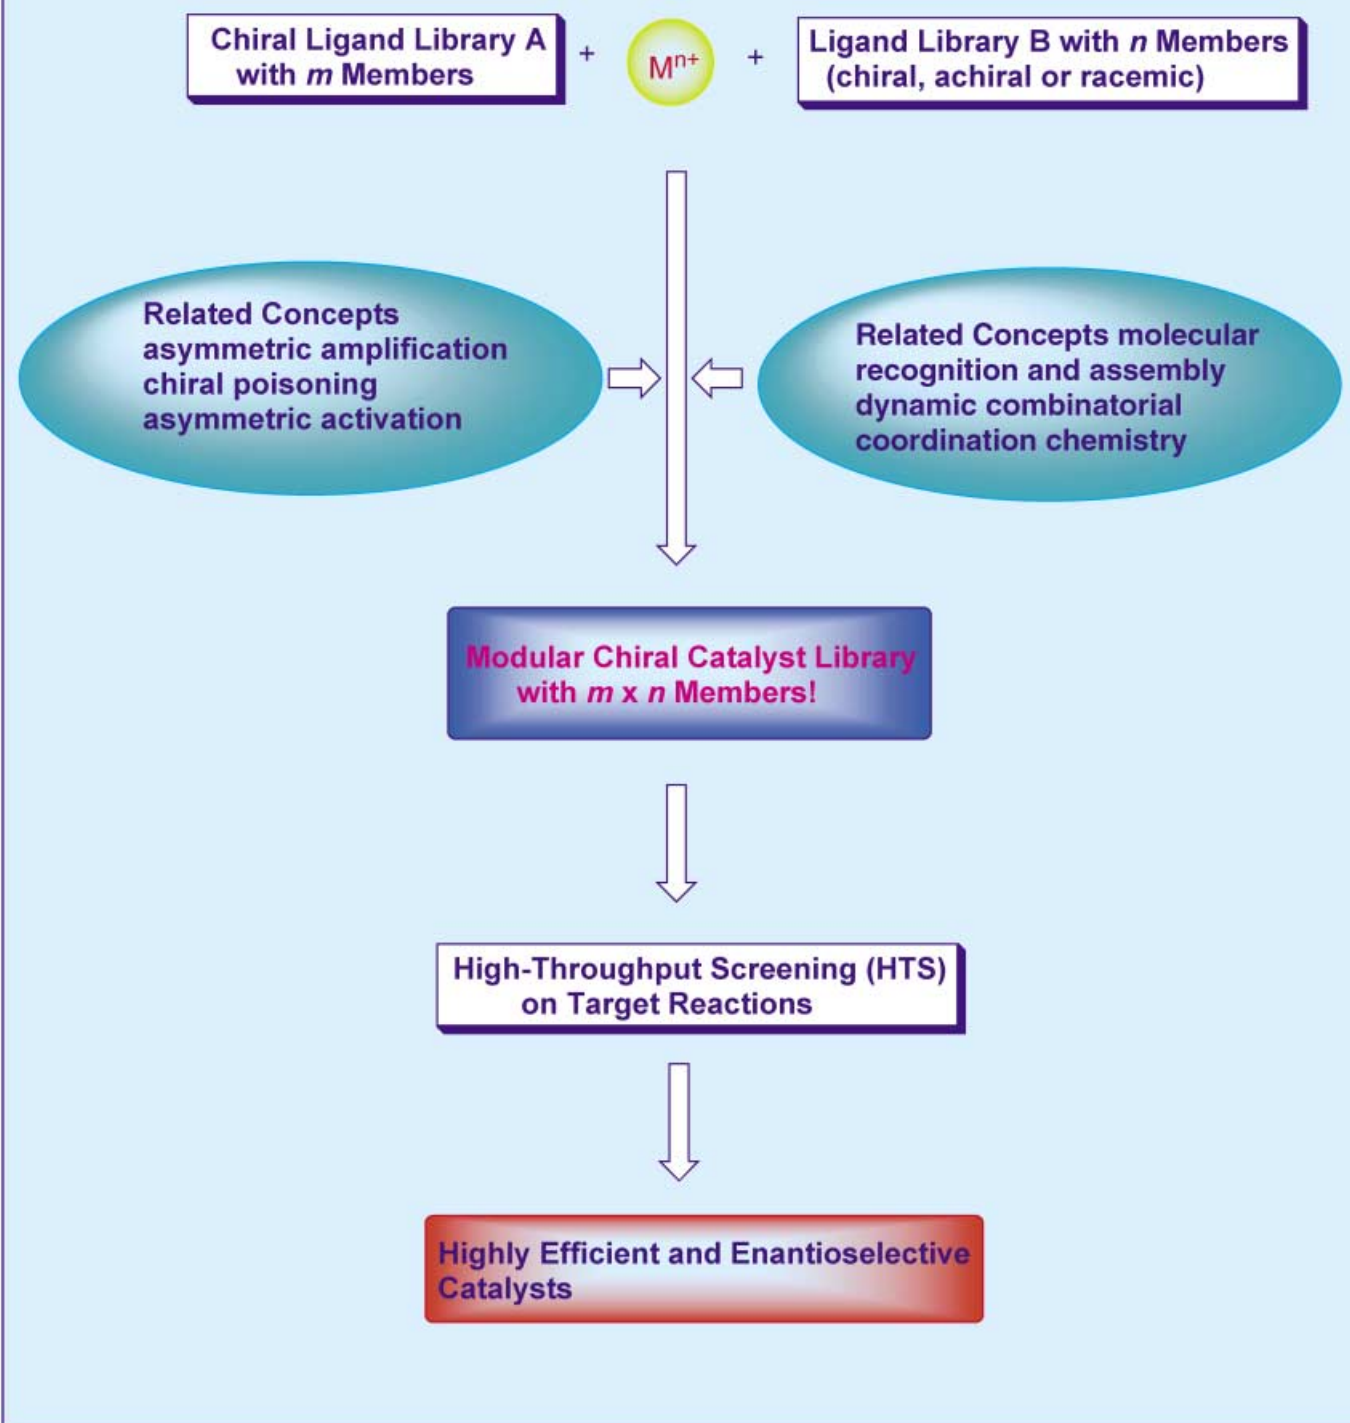 Chiral Ligand Library A
with m Members
+
Mn+
+
Ligand Library B with n Members
(chiral, achiral or racemic)
Related Concepts
asymmetric amplification
chiral poisoning
asymmetric activation
Related Concepts molecular
recognition and assembly
dynamic combinatorial
coordination chemistry
Modular Chiral Catalyst Library
with m x n Members!
High-Throughput Screening (HTS)
on Target Reactions
Highly Efficient and Enantioselective
Catalysts